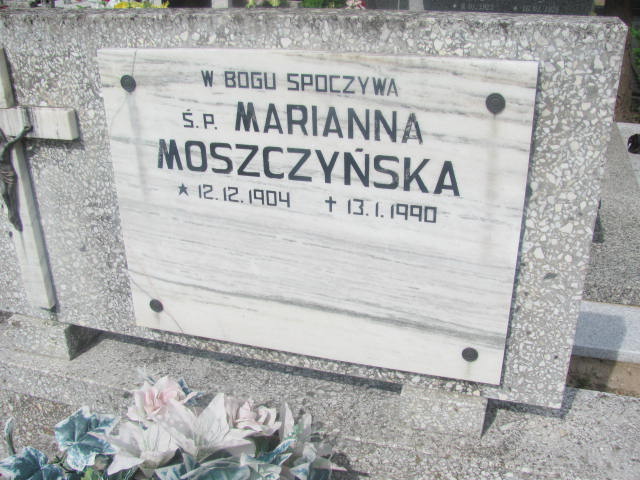 W BOGU SPOCZYWA
Ś.P. MARIANNA
MOSZCZYŃSKA
* 12.12.1904 ✝ 13.1.1990